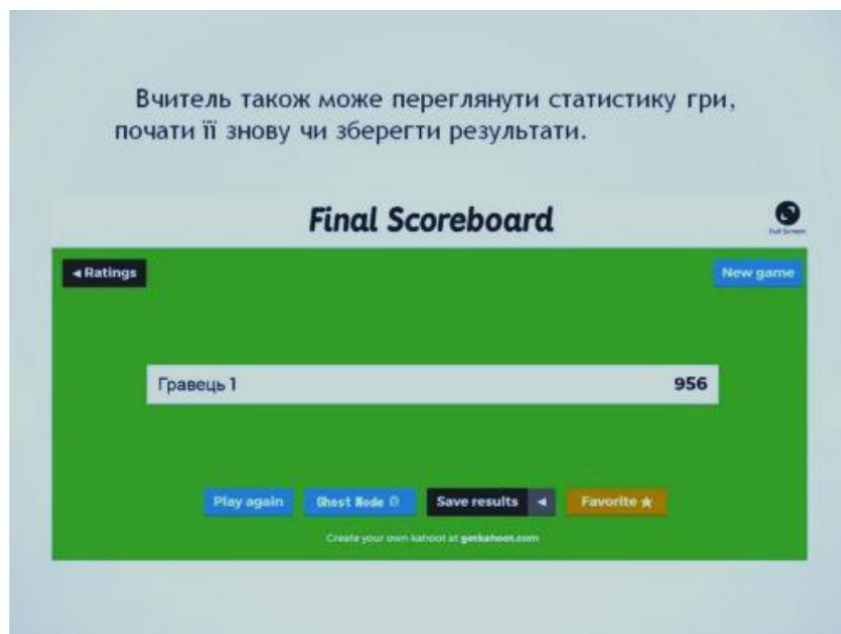 Вчитель також може переглянути статистику гри,
почати її знову чи зберегти результати.
Final Scoreboard
Full Screen
◄ Ratings
New game
Гравець 1 956
Play again Ghost Mode Save results ◄ Favorite ★
Create your own kahoot at getkahoot.com